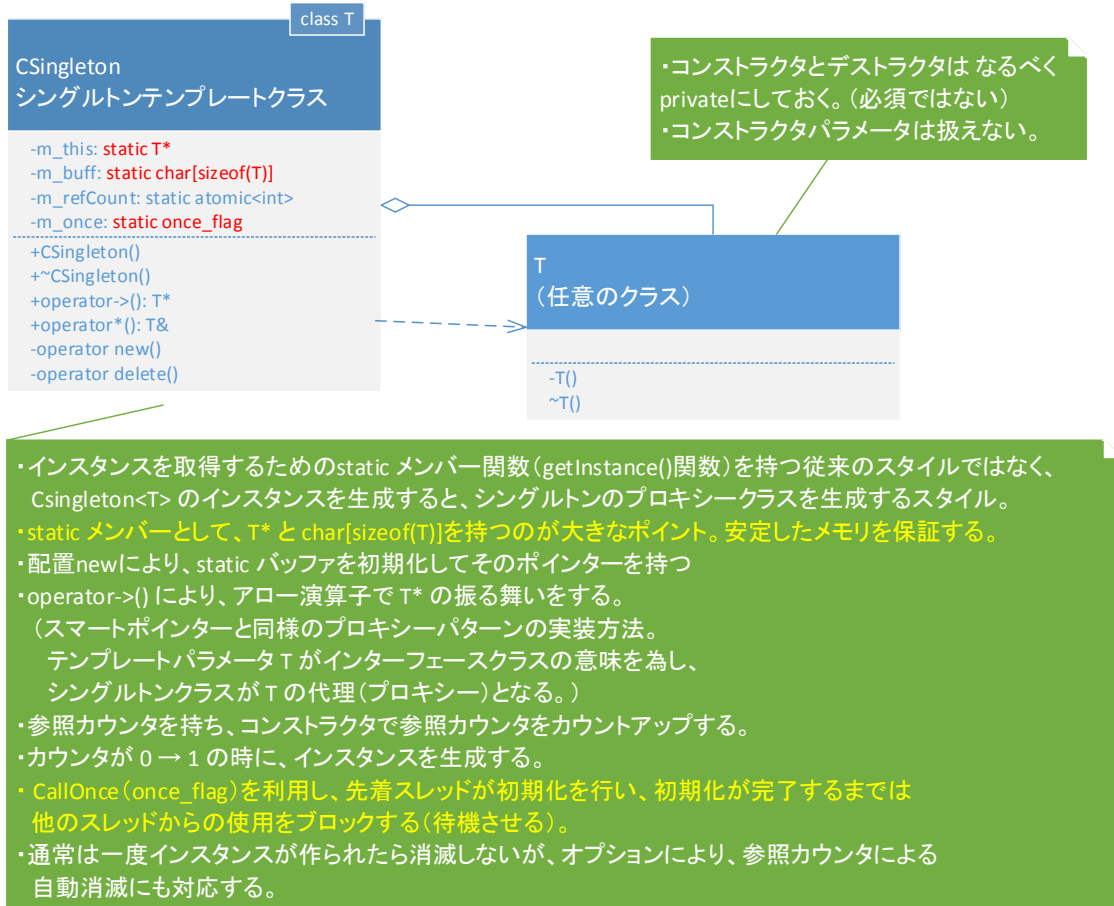 class T
CSingleton
シングルトンテンプレートクラス
-m_this: static T*
-m_buff: static char[sizeof(T)]
-m_refCount: static atomic<int>
-m_once: static once_flag
+CSingleton()
+~CSingleton()
+operator->(): T*
+operator*(): T&
-operator new()
-operator delete()
・コンストラクタとデストラクタは なるべく
privateにしておく。（必須ではない）
・コンストラクタパラメータは扱えない。
T
（任意のクラス）
-T()
~T()
・インスタンスを取得するためのstatic メンバー関数（getInstance()関数）を持つ従来のスタイルではなく、
Csingleton<T> のインスタンスを生成すると、シングルトンのプロキシークラスを生成するスタイル。
・static メンバーとして、T* と char[sizeof(T)]を持つのが大きなポイント。安定したメモリを保証する。
・配置newにより、static バッファを初期化してそのポインターを持つ
・operator->() により、アロー演算子で T* の振る舞いをする。
（スマートポインターと同様のプロキシーパターンの実装方法。
テンプレートパラメータ T がインターフェースクラスの意味を為し、
シングルトンクラスが T の代理（プロキシー）となる。）
・参照カウンタを持ち、コンストラクタで参照カウンタをカウントアップする。
・カウンタが 0 → 1 の時に、インスタンスを生成する。
・ CallOnce（once_flag）を利用し、先着スレッドが初期化を行い、初期化が完了するまでは
他のスレッドからの使用をブロックする（待機させる）。
・通常は一度インスタンスが作られたら消滅しないが、オプションにより、参照カウンタによる
自動消滅にも対応する。